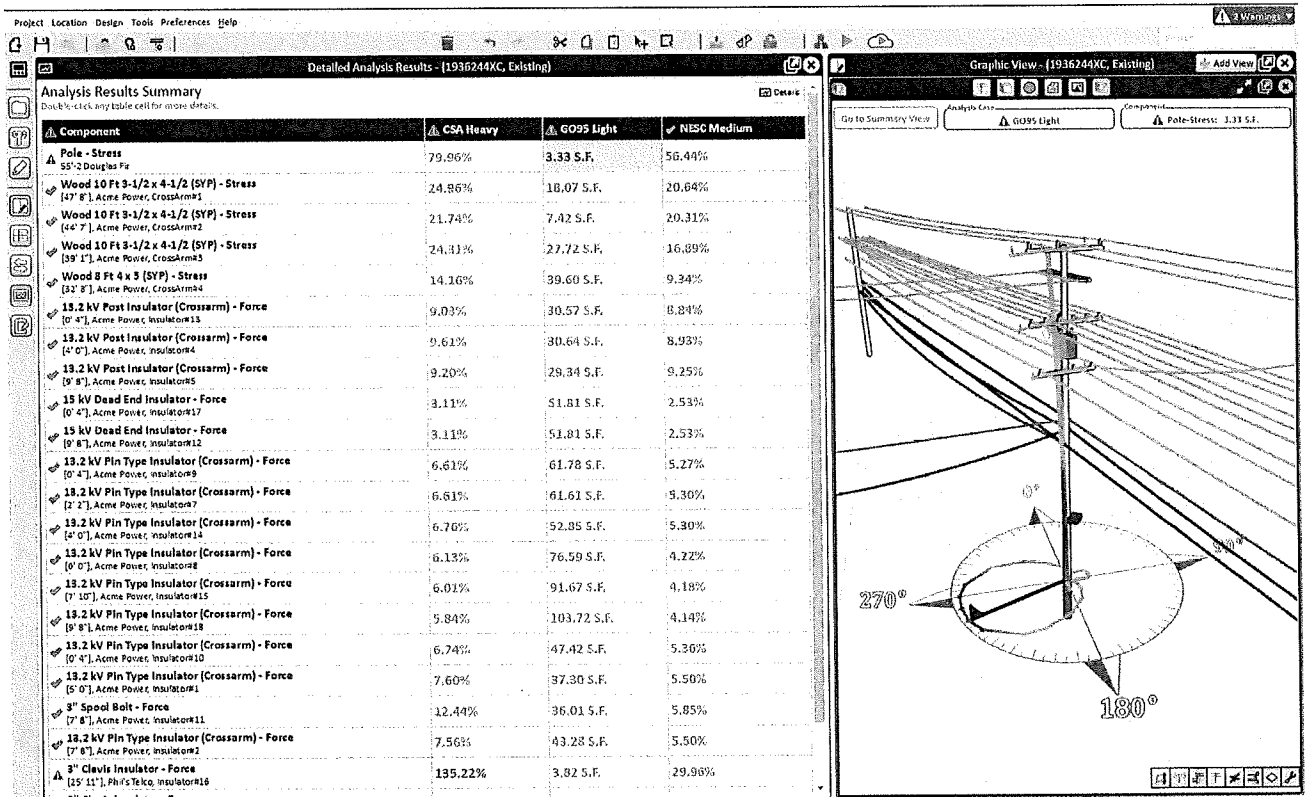 Project Location Design Tools Preferences Help
2 Warnings
Detailed Analysis Results - (1936244XC, Existing)
Analysis Results Summary
Double-click any table cell for more details.
Details
Component CSA Heavy GO95 Light NESC Medium
Pole - Stress 79.96% 3.33 S.F. 56.44%
55'-2 Douglas Fir
Wood 10 Ft 3-1/2 x 4-1/2 (SYP) - Stress 24.96% 18.07 S.F. 20.64%
[47' 8"], Acme Power, CrossArm#1
Wood 10 Ft 3-1/2 x 4-1/2 (SYP) - Stress 21.74% 7.42 S.F. 20.31%
[44' 7"], Acme Power, CrossArm#2
Wood 10 Ft 3-1/2 x 4-1/2 (SYP) - Stress 24.31% 27.72 S.F. 16.89%
[39' 1"], Acme Power, CrossArm#3
Wood 8 Ft 4 x 5 (SYP) - Stress 14.16% 39.60 S.F. 9.34%
[32' 8"], Acme Power, CrossArm#4
13.2 kV Post Insulator (Crossarm) - Force 9.03% 30.57 S.F. 8.84%
[0' 4"], Acme Power, Insulator#13
13.2 kV Post Insulator (Crossarm) - Force 9.61% 30.64 S.F. 8.93%
[4' 0"], Acme Power, Insulator#4
13.2 kV Post Insulator (Crossarm) - Force 9.20% 29.34 S.F. 9.25%
[9' 8"], Acme Power, Insulator#5
15 kV Dead End Insulator - Force 3.11% 51.81 S.F. 2.53%
[0' 4"], Acme Power, Insulator#17
15 kV Dead End Insulator - Force 3.11% 51.81 S.F. 2.53%
[9' 8"], Acme Power, Insulator#12
13.2 kV Pin Type Insulator (Crossarm) - Force 6.61% 61.78 S.F. 5.27%
[0' 4"], Acme Power, Insulator#9
13.2 kV Pin Type Insulator (Crossarm) - Force 6.61% 61.61 S.F. 5.30%
[2' 2"], Acme Power, Insulator#7
13.2 kV Pin Type Insulator (Crossarm) - Force 6.76% 52.85 S.F. 5.30%
[4' 0"], Acme Power, Insulator#14
13.2 kV Pin Type Insulator (Crossarm) - Force 6.13% 76.59 S.F. 4.22%
[0' 0"], Acme Power, Insulator#8
13.2 kV Pin Type Insulator (Crossarm) - Force 6.01% 91.67 S.F. 4.18%
[7' 10"], Acme Power, Insulator#15
13.2 kV Pin Type Insulator (Crossarm) - Force 5.84% 103.72 S.F. 4.14%
[9' 8"], Acme Power, Insulator#18
13.2 kV Pin Type Insulator (Crossarm) - Force 6.74% 47.42 S.F. 5.36%
[0' 4"], Acme Power, Insulator#10
13.2 kV Pin Type Insulator (Crossarm) - Force 7.60% 37.30 S.F. 5.50%
[5' 0"], Acme Power, Insulator#1
3" Spool Bolt - Force 12.44% 36.01 S.F. 5.85%
[7' 8"], Acme Power, Insulator#11
13.2 kV Pin Type Insulator (Crossarm) - Force 7.56% 43.28 S.F. 5.50%
[7' 8"], Acme Power, Insulator#2
3" Clevis Insulator - Force 135.22% 3.82 S.F. 29.96%
[25' 11"], Phil's Telco, Insulator#16
Graphic View - (1936244XC, Existing)
Add View
Go to Summary View
Analysis Case
GO95 Light
Component
Pole-Stress: 3.33 S.F.
0°
90°
270°
180°